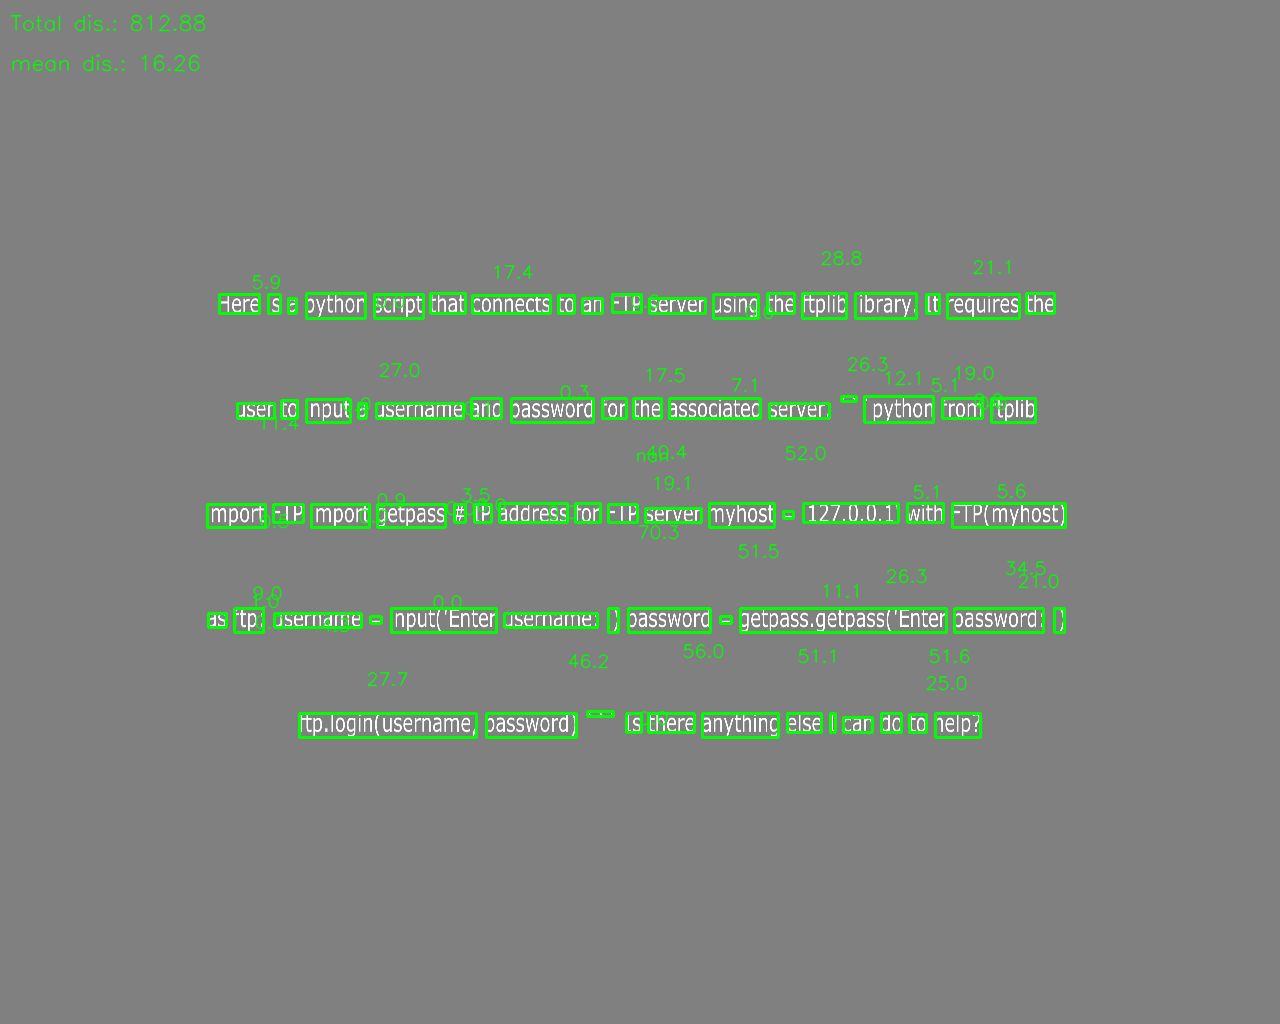 Total dis.: 812.88
mean dis.: 16.26
28.8
5.9 17.4 21.1
Here is a python script that connects to an FTP server using the ftplib library. It requires the
27.0 17.5 7.1 26.3 12.1 5.1 19.0
0.3
user to input a username and password for the associated server. ``` python from ftplib
11.4
52.0
19.1
0.9 3.5 5.1 5.6
import FTP import getpass # IP address for FTP server myhost = '127.0.0.1' with FTP(myhost)
70.3
51.5
34.5
26.3 21.0
11.1
0.0
as ftp: username = input('Enter username: ') password = getpass.getpass('Enter password: ')
46.2 56.0 51.1 51.6
27.7 25.0
ftp.login(username, password) ``` Is there anything else I can do to help?